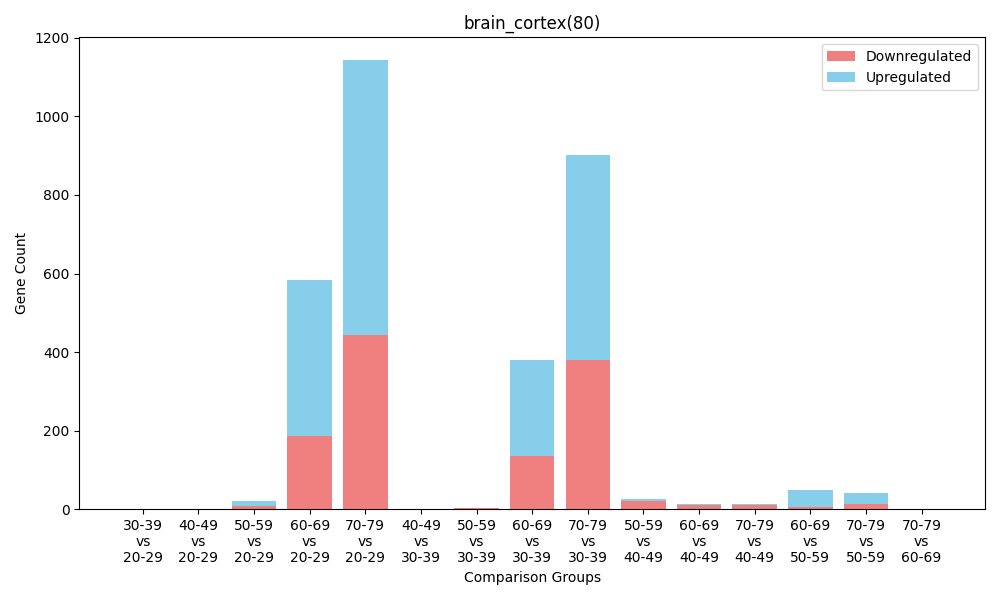 brain_cortex(80)
Downregulated
Upregulated
Gene Count
1200
1000
800
600
400
200
0
30-39 40-49 50-59 60-69 70-79 40-49 50-59 60-69 70-79 50-59 60-69 70-79 60-69 70-79 70-79
vs vs vs vs vs vs vs vs vs vs vs vs vs vs vs
20-29 20-29 20-29 20-29 20-29 30-39 30-39 30-39 30-39 40-49 40-49 40-49 50-59 50-59 60-69
Comparison Groups